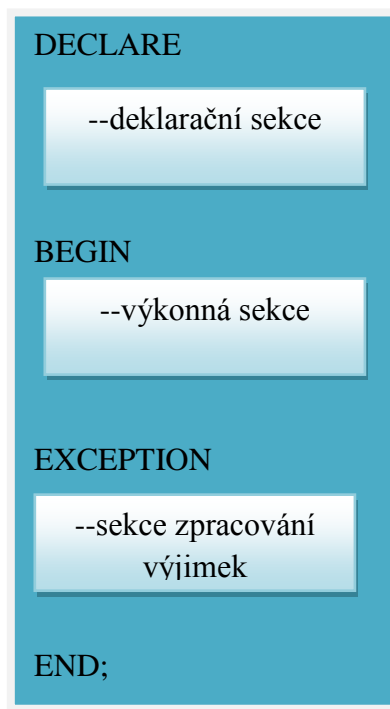 DECLARE
--deklarační sekce
BEGIN
--výkonná sekce
EXCEPTION
--sekce zpracování
výjimek
END;